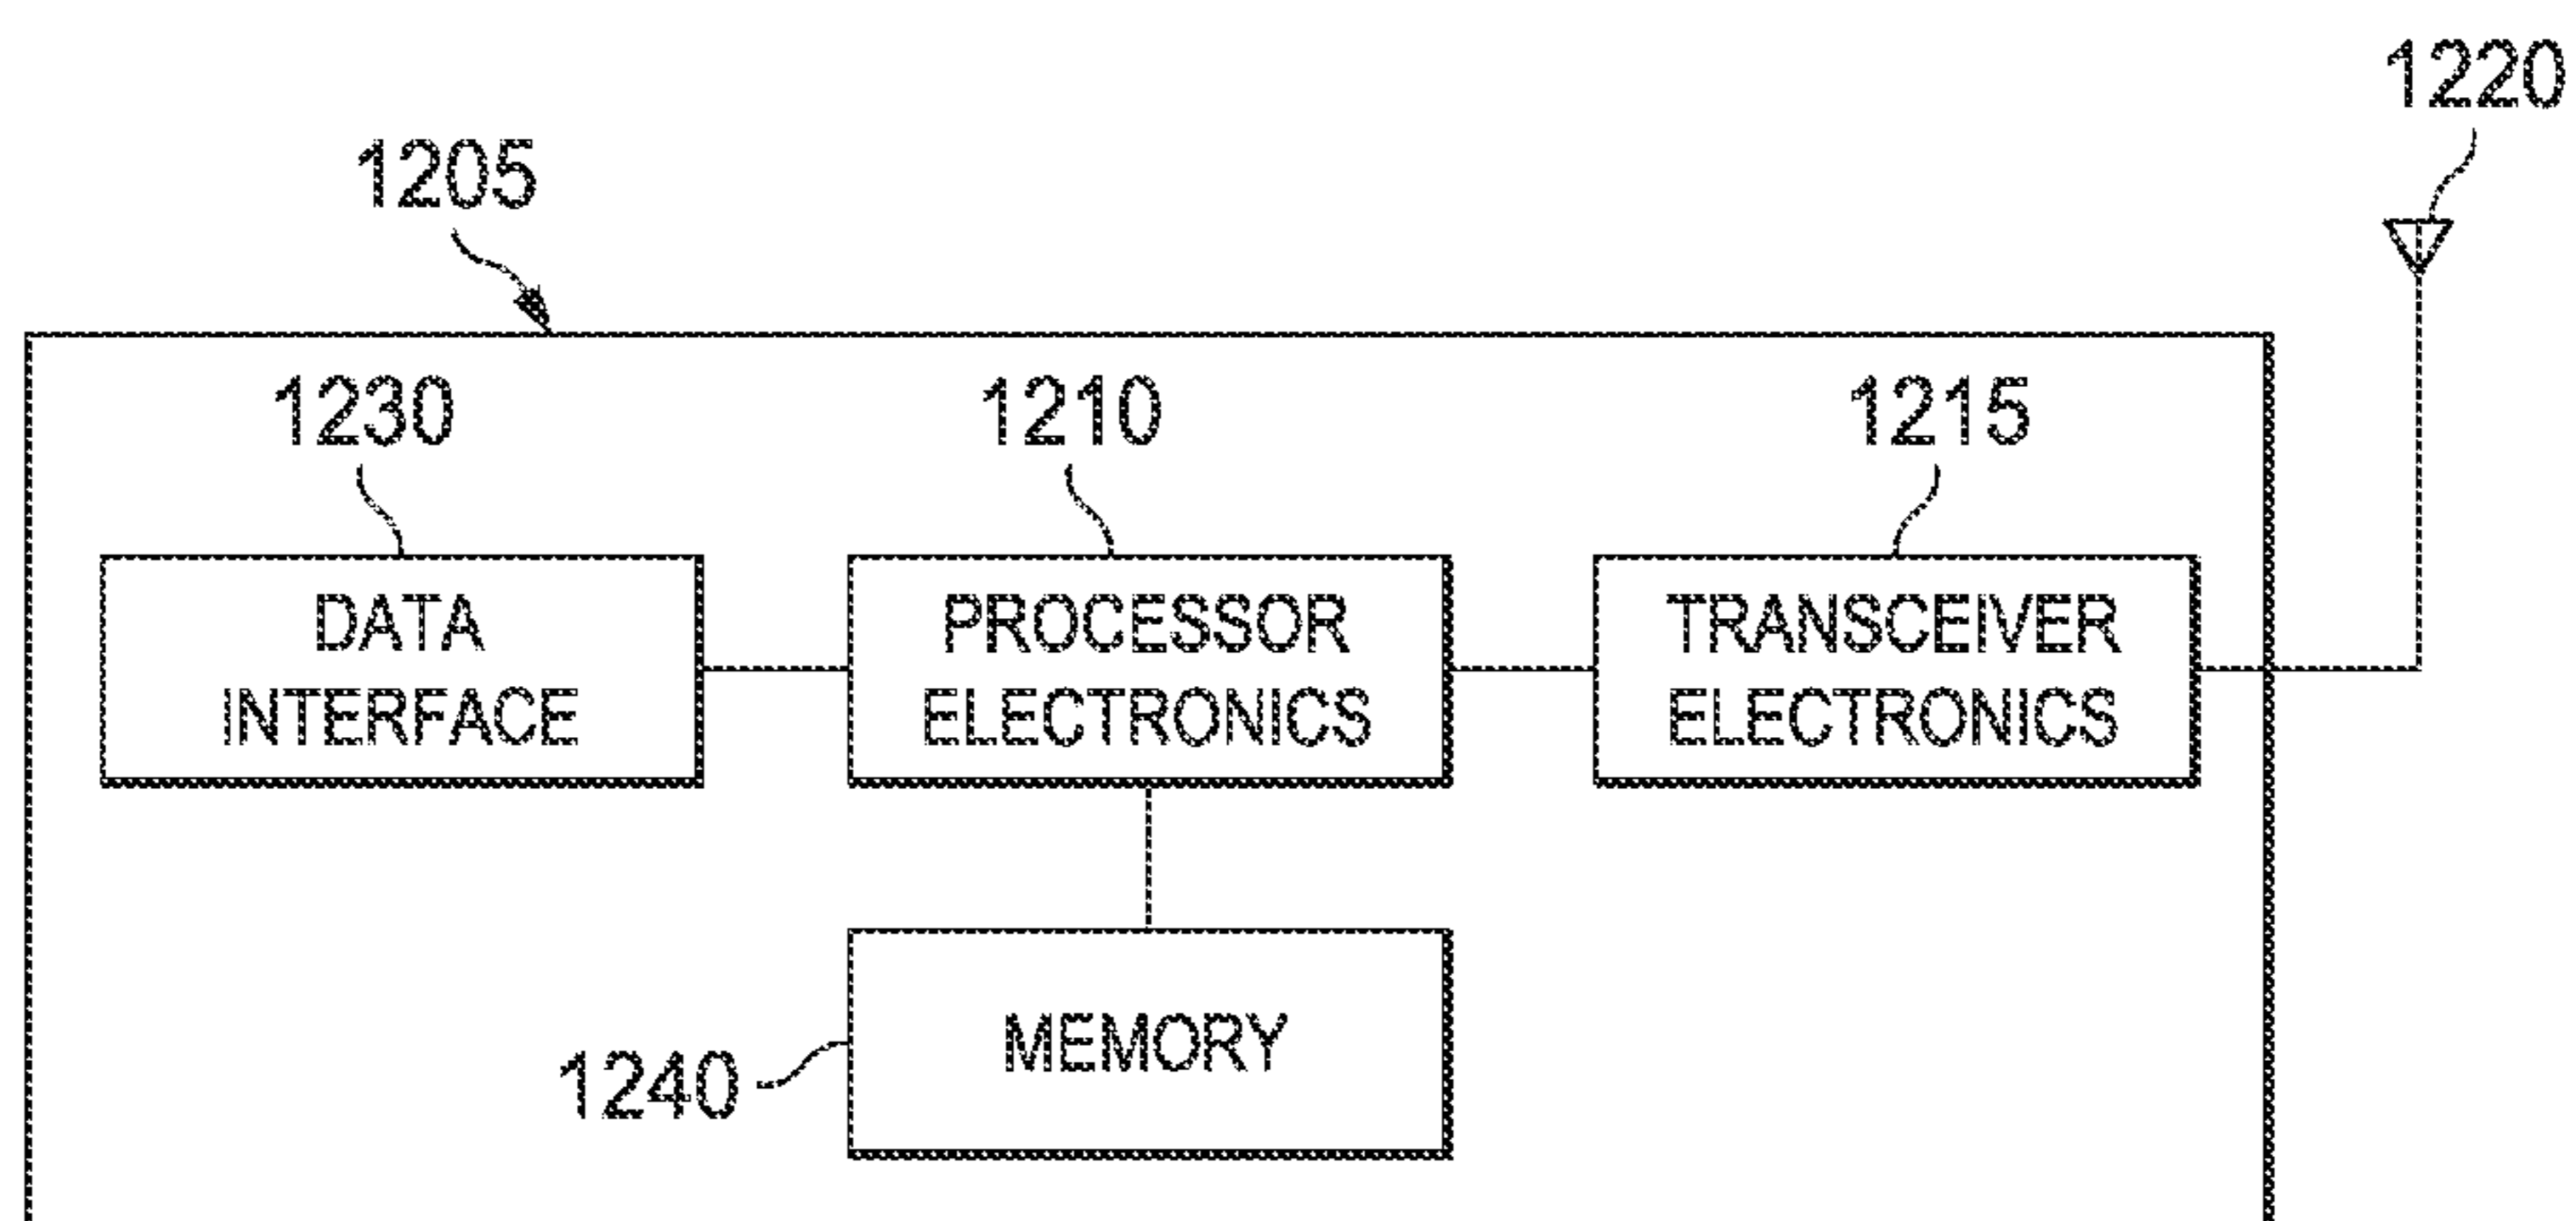 1220
1205
1230
1210
1215
DATA
INTERFACE
PROCESSOR
ELECTRONICS
TRANSCEIVER
ELECTRONICS
MEMORY
1240